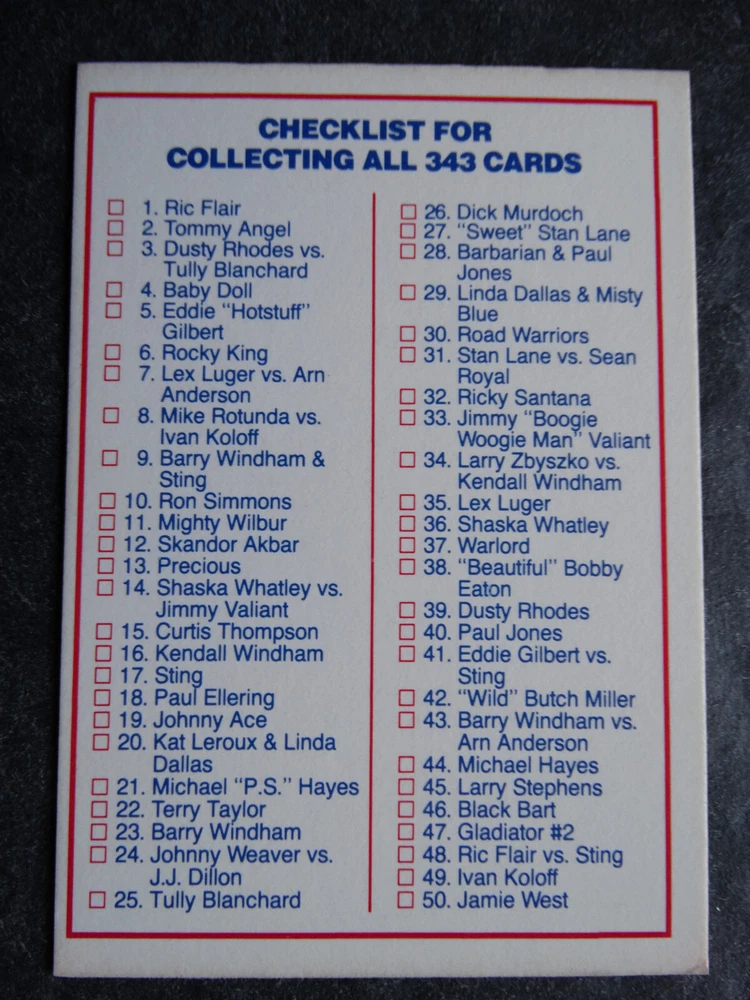 CHECKLIST FOR
COLLECTING ALL 343 CARDS
1. Ric Flair
2. Tommy Angel
3. Dusty Rhodes vs.
Tully Blanchard
4. Baby Doll
5. Eddie "Hotstuff"
Gilbert
6. Rocky King
7. Lex Luger vs. Arn
Anderson
8. Mike Rotunda vs.
Ivan Koloff
9. Barry Windham &
Sting
10. Ron Simmons
11. Mighty Wilbur
12. Skandor Akbar
13. Precious
14. Shaska Whatley vs.
Jimmy Valiant
15. Curtis Thompson
16. Kendall Windham
17. Sting
18. Paul Ellering
19. Johnny Ace
20. Kat Leroux & Linda
Dallas
21. Michael "P.S." Hayes
22. Terry Taylor
23. Barry Windham
24. Johnny Weaver vs.
J.J. Dillon
25. Tully Blanchard
26. Dick Murdoch
27. "Sweet" Stan Lane
28. Barbarian & Paul
Jones
29. Linda Dallas & Misty
Blue
30. Road Warriors
31. Stan Lane vs. Sean
Royal
32. Ricky Santana
33. Jimmy "Boogie
Woogie Man" Valiant
34. Larry Zbyszko vs.
Kendall Windham
35. Lex Luger
36. Shaska Whatley
37. Warlord
38. "Beautiful" Bobby
Eaton
39. Dusty Rhodes
40. Paul Jones
41. Eddie Gilbert vs.
Sting
42. "Wild" Butch Miller
43. Barry Windham vs.
Arn Anderson
44. Michael Hayes
45. Larry Stephens
46. Black Bart
47. Gladiator #2
48. Ric Flair vs. Sting
49. Ivan Koloff
50. Jamie West